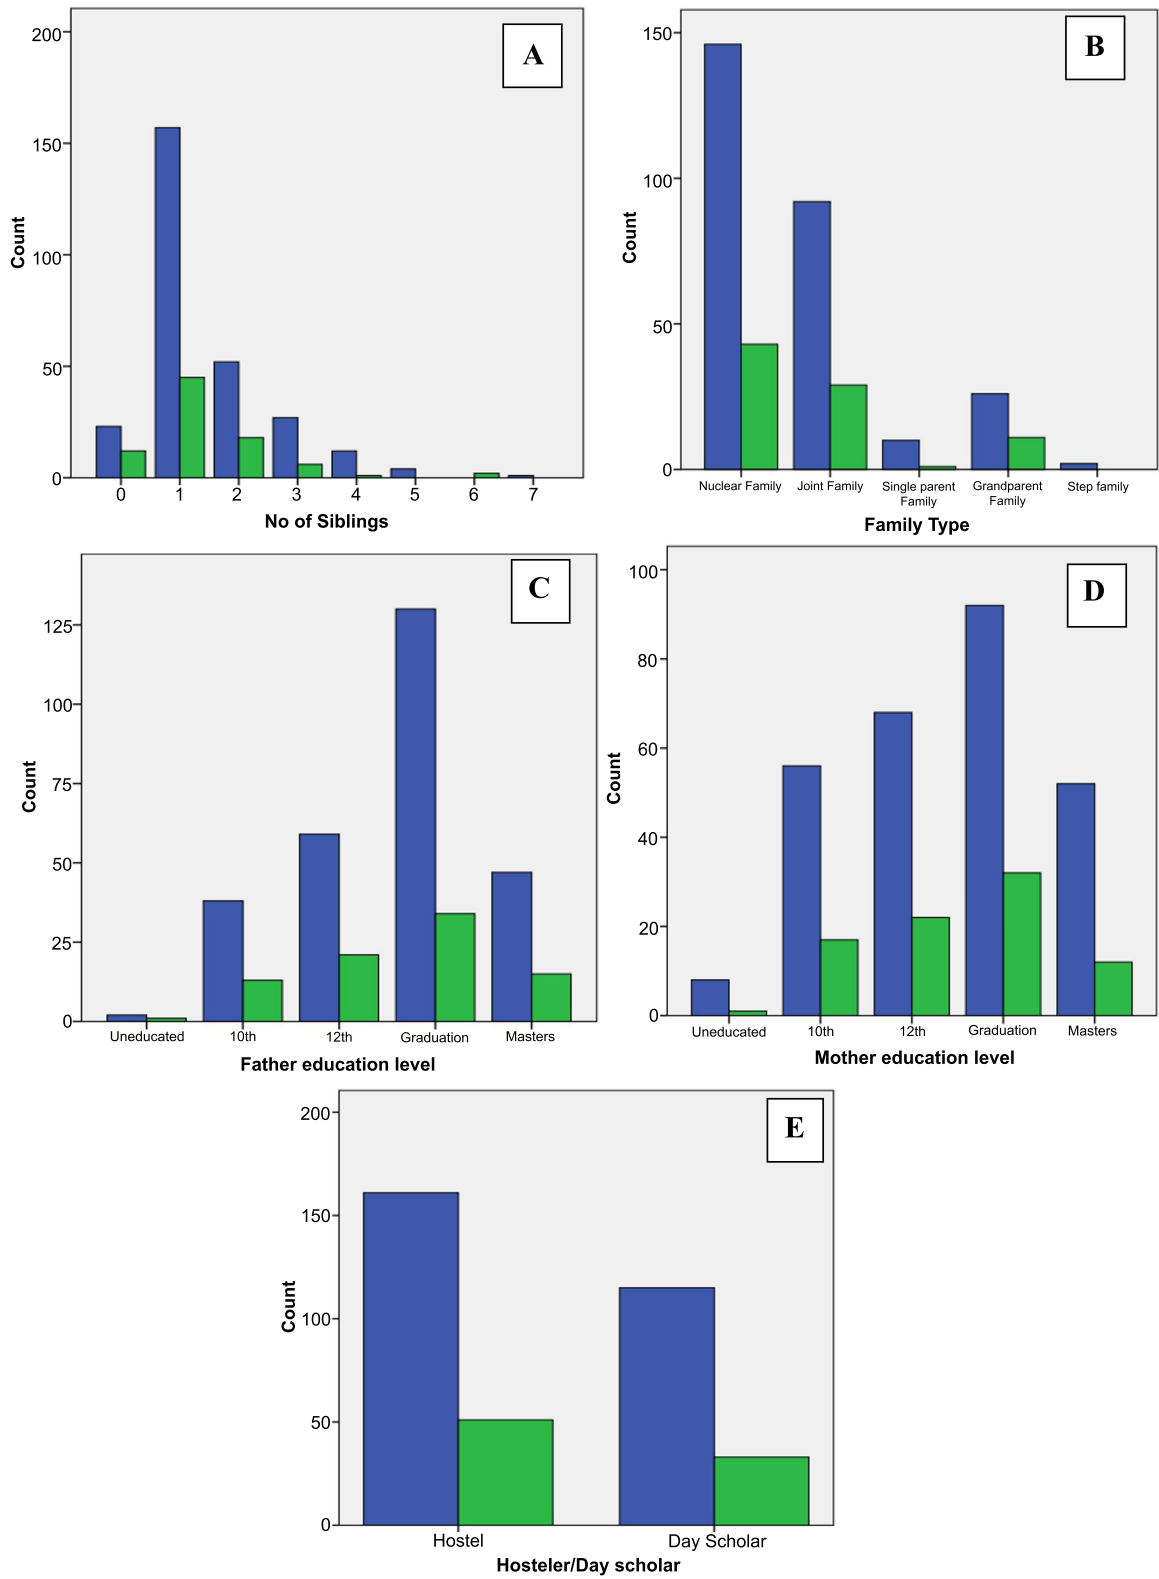 A
200
150
100
50
0
Count
0 1 2 3 4 5 6 7
No of Siblings
B
150
100
50
0
Count
Nuclear Family Joint Family Single parent Family Grandparent Family Step family
Family Type
C
125
100
75
50
25
0
Count
Uneducated 10th 12th Graduation Masters
Father education level
D
100
80
60
40
20
0
Count
Uneducated 10th 12th Graduation Masters
Mother education level
E
200
150
100
50
0
Count
Hostel Day Scholar
Hosteler/Day scholar